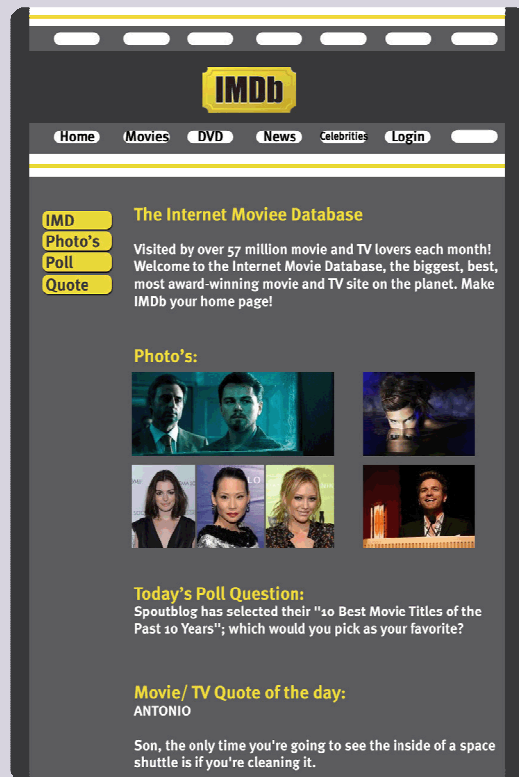 IMDb
Home Movies DVD News Celebrities Login
IMD
Photo's
Poll
Quote
The Internet Moviee Database
Visited by over 57 million movie and TV lovers each month!
Welcome to the Internet Movie Database, the biggest, best,
most award-winning movie and TV site on the planet. Make
IMDb your home page!
Photo's:
Today's Poll Question:
Spoutblog has selected their "10 Best Movie Titles of the
Past 10 Years"; which would you pick as your favorite?
Movie/ TV Quote of the day:
ANTONIO
Son, the only time you're going to see the inside of a space
shuttle is if you're cleaning it.